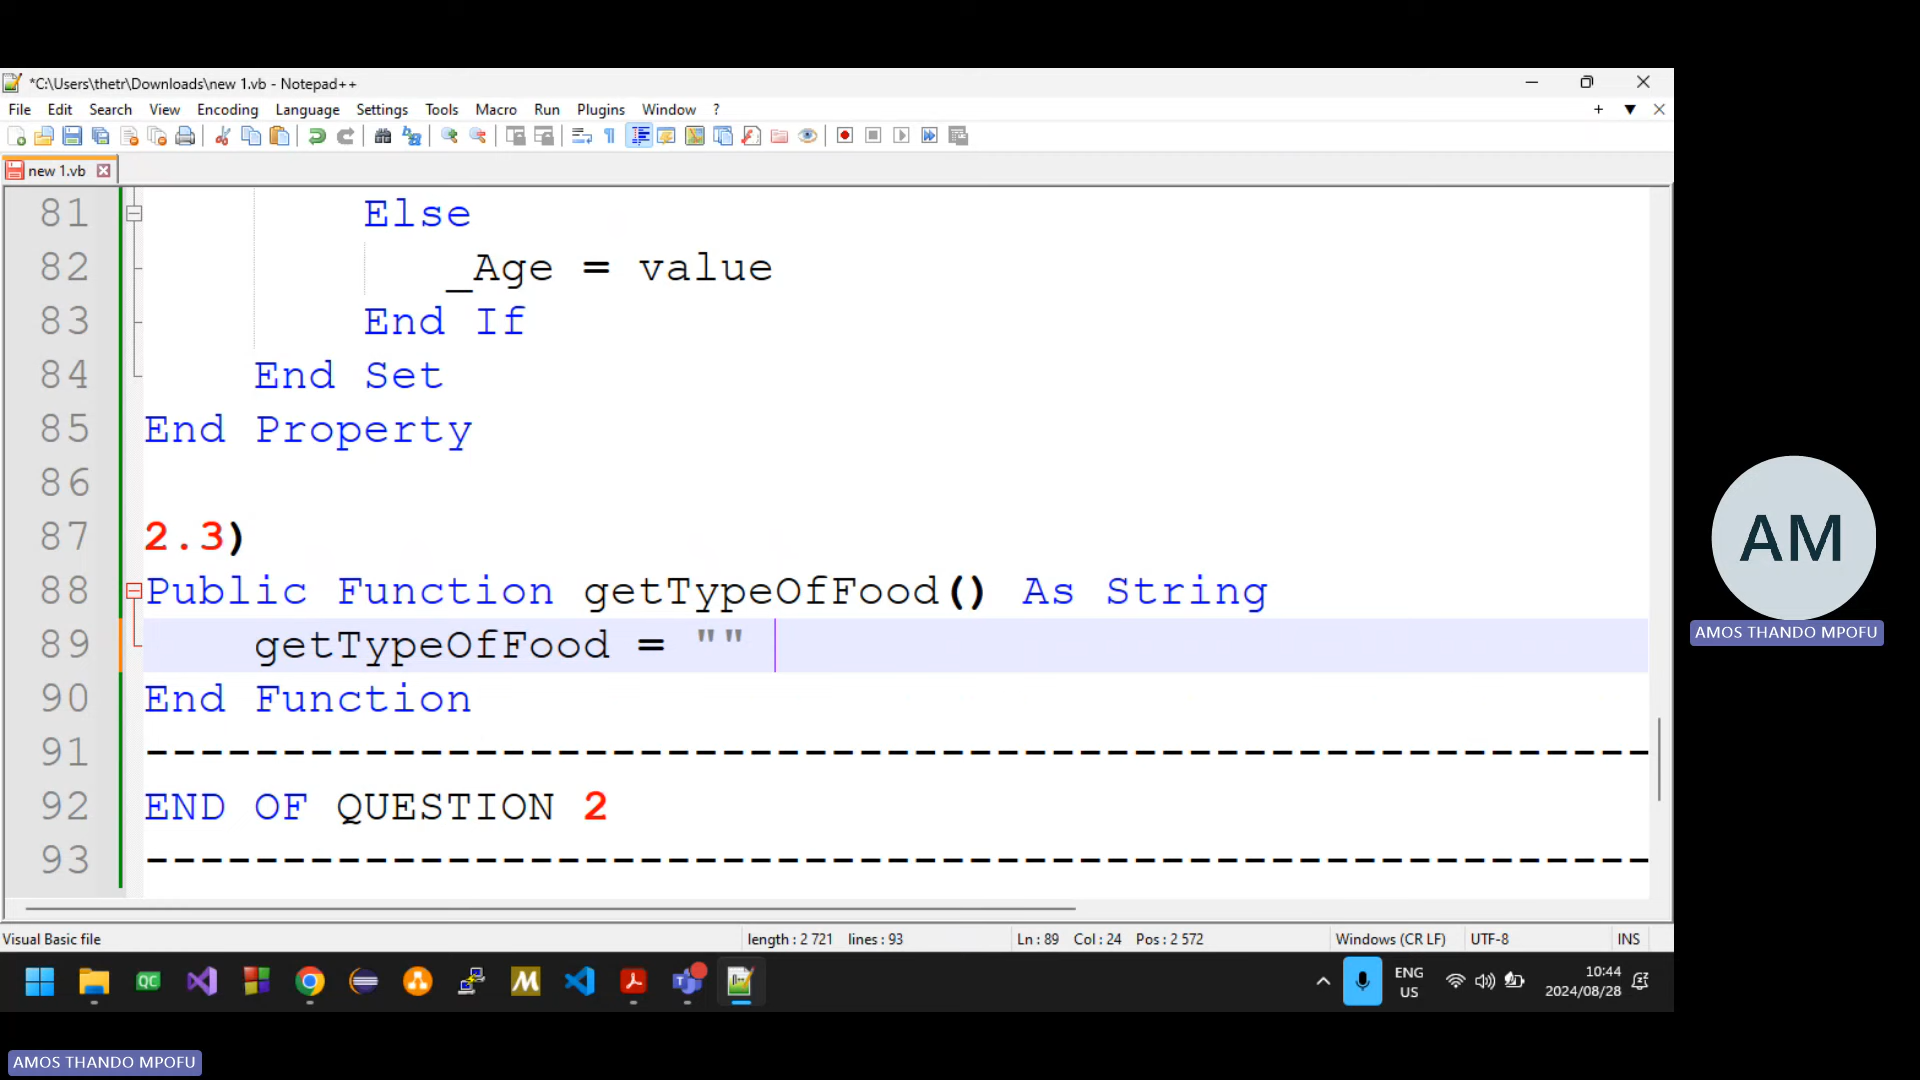 *C:\Users\thetr\Downloads\new 1.vb - Notepad++
File Edit Search View Encoding Language Settings Tools Macro Run Plugins Window ?
new 1.vb
81 Else
82 _Age = value
83 End If
84 End Set
85 End Property
86
87 2.3)
88 Public Function getTypeOfFood() As String
89 getTypeOfFood = ""
90 End Function
91 -------------------------------------------------------
92 END OF QUESTION 2
93 -------------------------------------------------------
Visual Basic file length : 2 721 lines : 93 Ln : 89 Col : 24 Pos : 2 572 Windows (CR LF) UTF-8 INS
QC
ENG
US
10:44
2024/08/28
AM
AMOS THANDO MPOFU
AMOS THANDO MPOFU